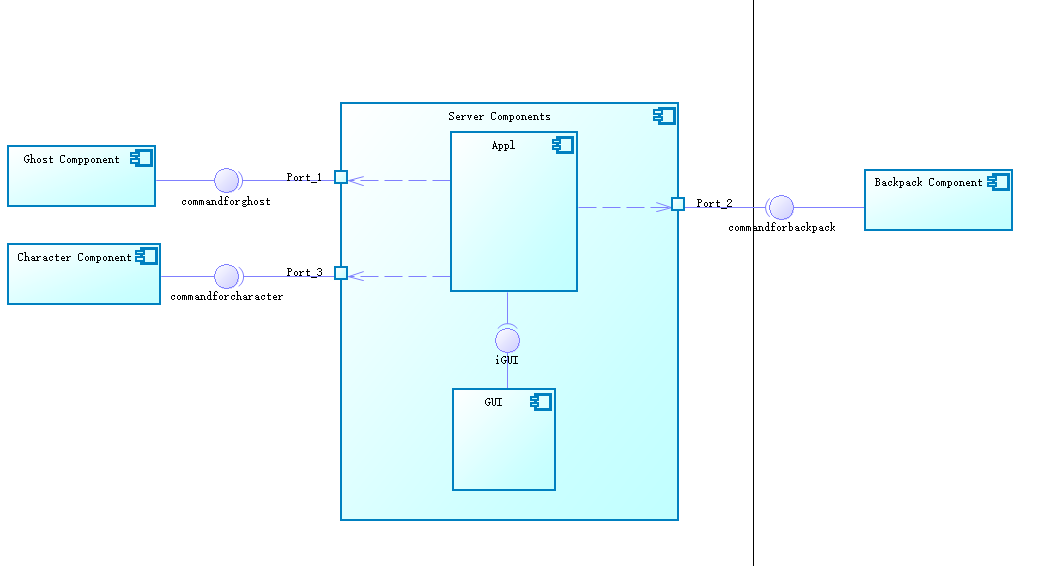 Server Components
Appl
Ghost Compponent
Port_1
commandforghost
Port_2
Backpack Component
commandforbackpack
Character Component
Port_3
commandforcharacter
iGUI
GUI